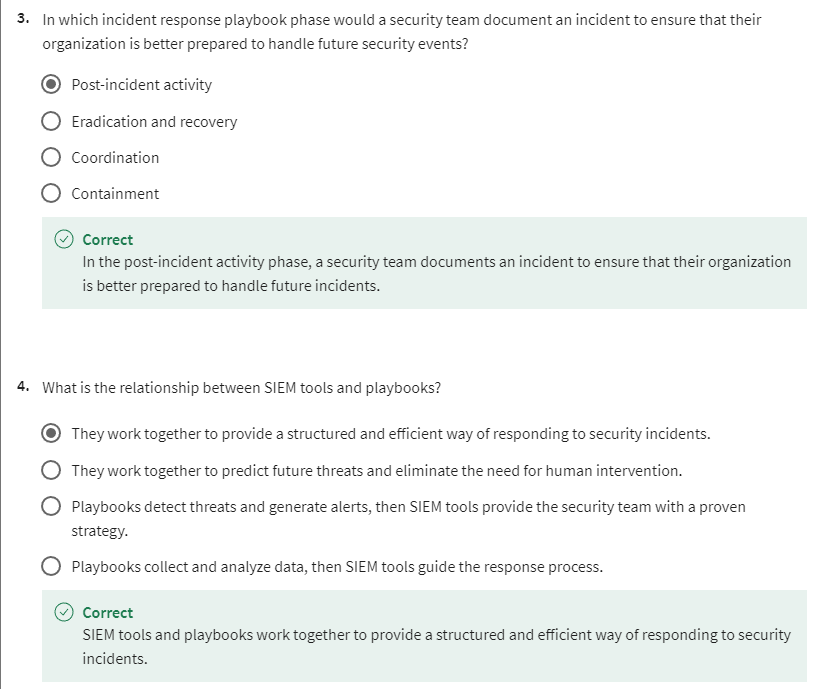 3. In which incident response playbook phase would a security team document an incident to ensure that their
organization is better prepared to handle future security events?
Post-incident activity
Eradication and recovery
Coordination
Containment
Correct
In the post-incident activity phase, a security team documents an incident to ensure that their organization
is better prepared to handle future incidents.
4. What is the relationship between SIEM tools and playbooks?
They work together to provide a structured and efficient way of responding to security incidents.
They work together to predict future threats and eliminate the need for human intervention.
Playbooks detect threats and generate alerts, then SIEM tools provide the security team with a proven
strategy.
Playbooks collect and analyze data, then SIEM tools guide the response process.
Correct
SIEM tools and playbooks work together to provide a structured and efficient way of responding to security
incidents.